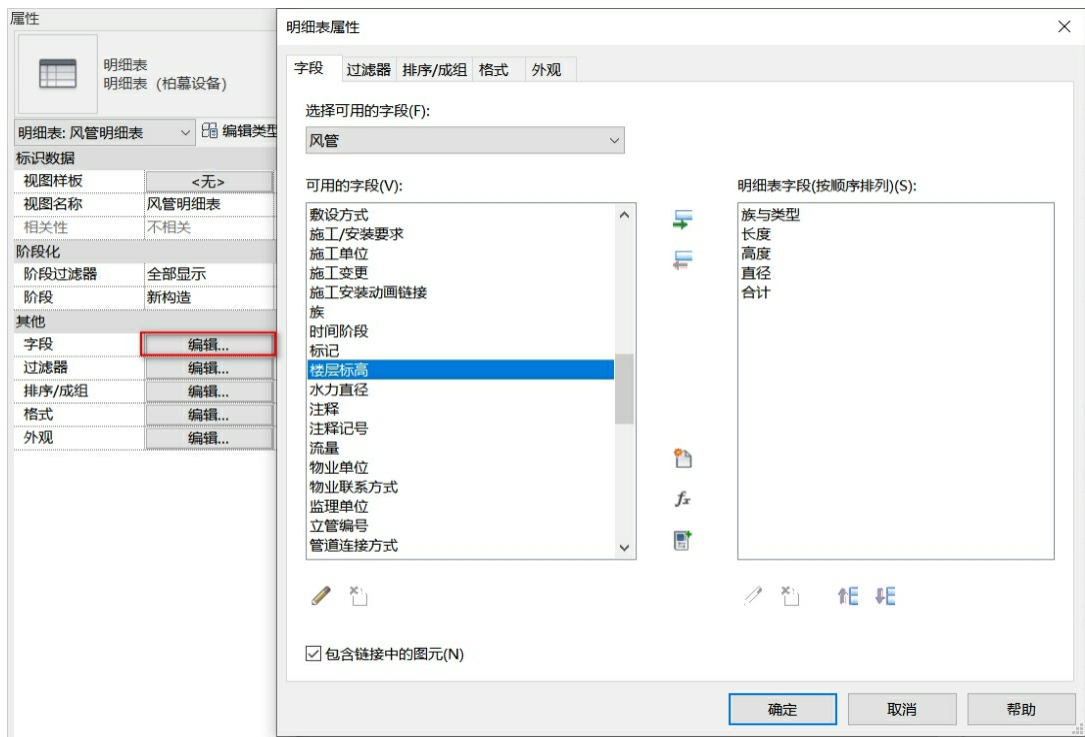 属性
明细表
明细表 (柏慕设备)
明细表: 风管明细表
编辑类型
标识数据
视图样板 <无>
视图名称 风管明细表
相关性 不相关
阶段化
阶段过滤器 全部显示
阶段 新构造
其他
字段 编辑...
过滤器 编辑...
排序/成组 编辑...
格式 编辑...
外观 编辑...
明细表属性
字段 过滤器 排序/成组 格式 外观
选择可用的字段(F):
风管
可用的字段(V):
敷设方式
施工/安装要求
施工单位
施工变更
施工安装动画链接
族
时间阶段
标记
楼层标高
水力直径
注释
注释记号
流量
物业单位
物业联系方式
监理单位
立管编号
管道连接方式
明细表字段(按顺序排列)(S):
族与类型
长度
高度
直径
合计
fx
包含链接中的图元(N)
确定 取消 帮助